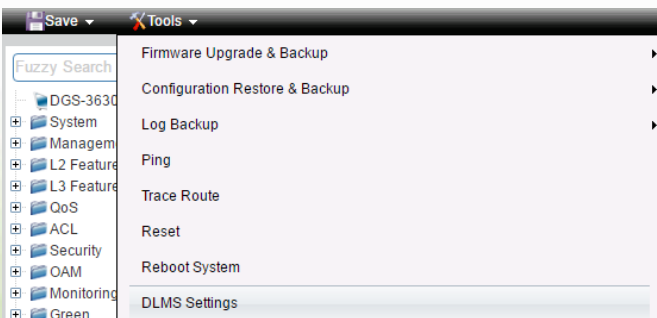 Save Tools
Fuzzy Search
DGS-3630
System
Managem
L2 Feature
L3 Feature
QoS
ACL
Security
OAM
Monitoring
Green
Firmware Upgrade & Backup
Configuration Restore & Backup
Log Backup
Ping
Trace Route
Reset
Reboot System
DLMS Settings